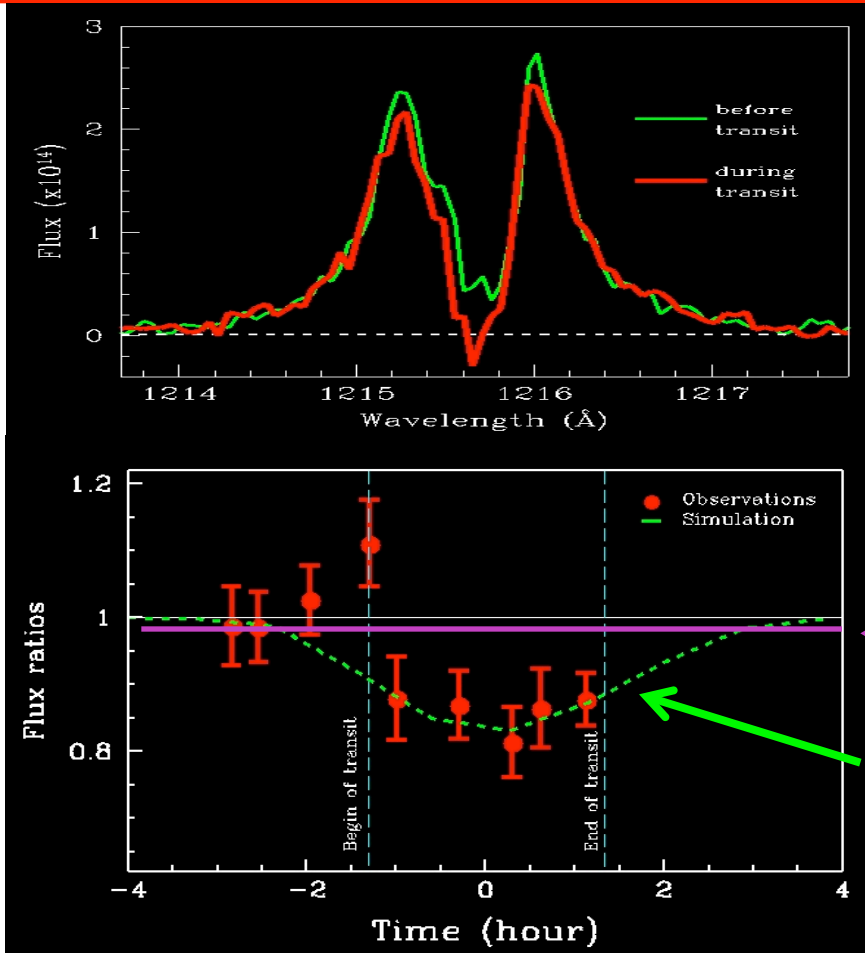 3
2
1
0
Flux (x10¹⁴)
before
transit
during
transit
1214
1215
1216
1217
Wavelength (Å)
1.2
1
0.8
Flux ratios
Observations
Simulation
Begin of transit
End of transit
-4
-2
0
2
4
Time (hour)